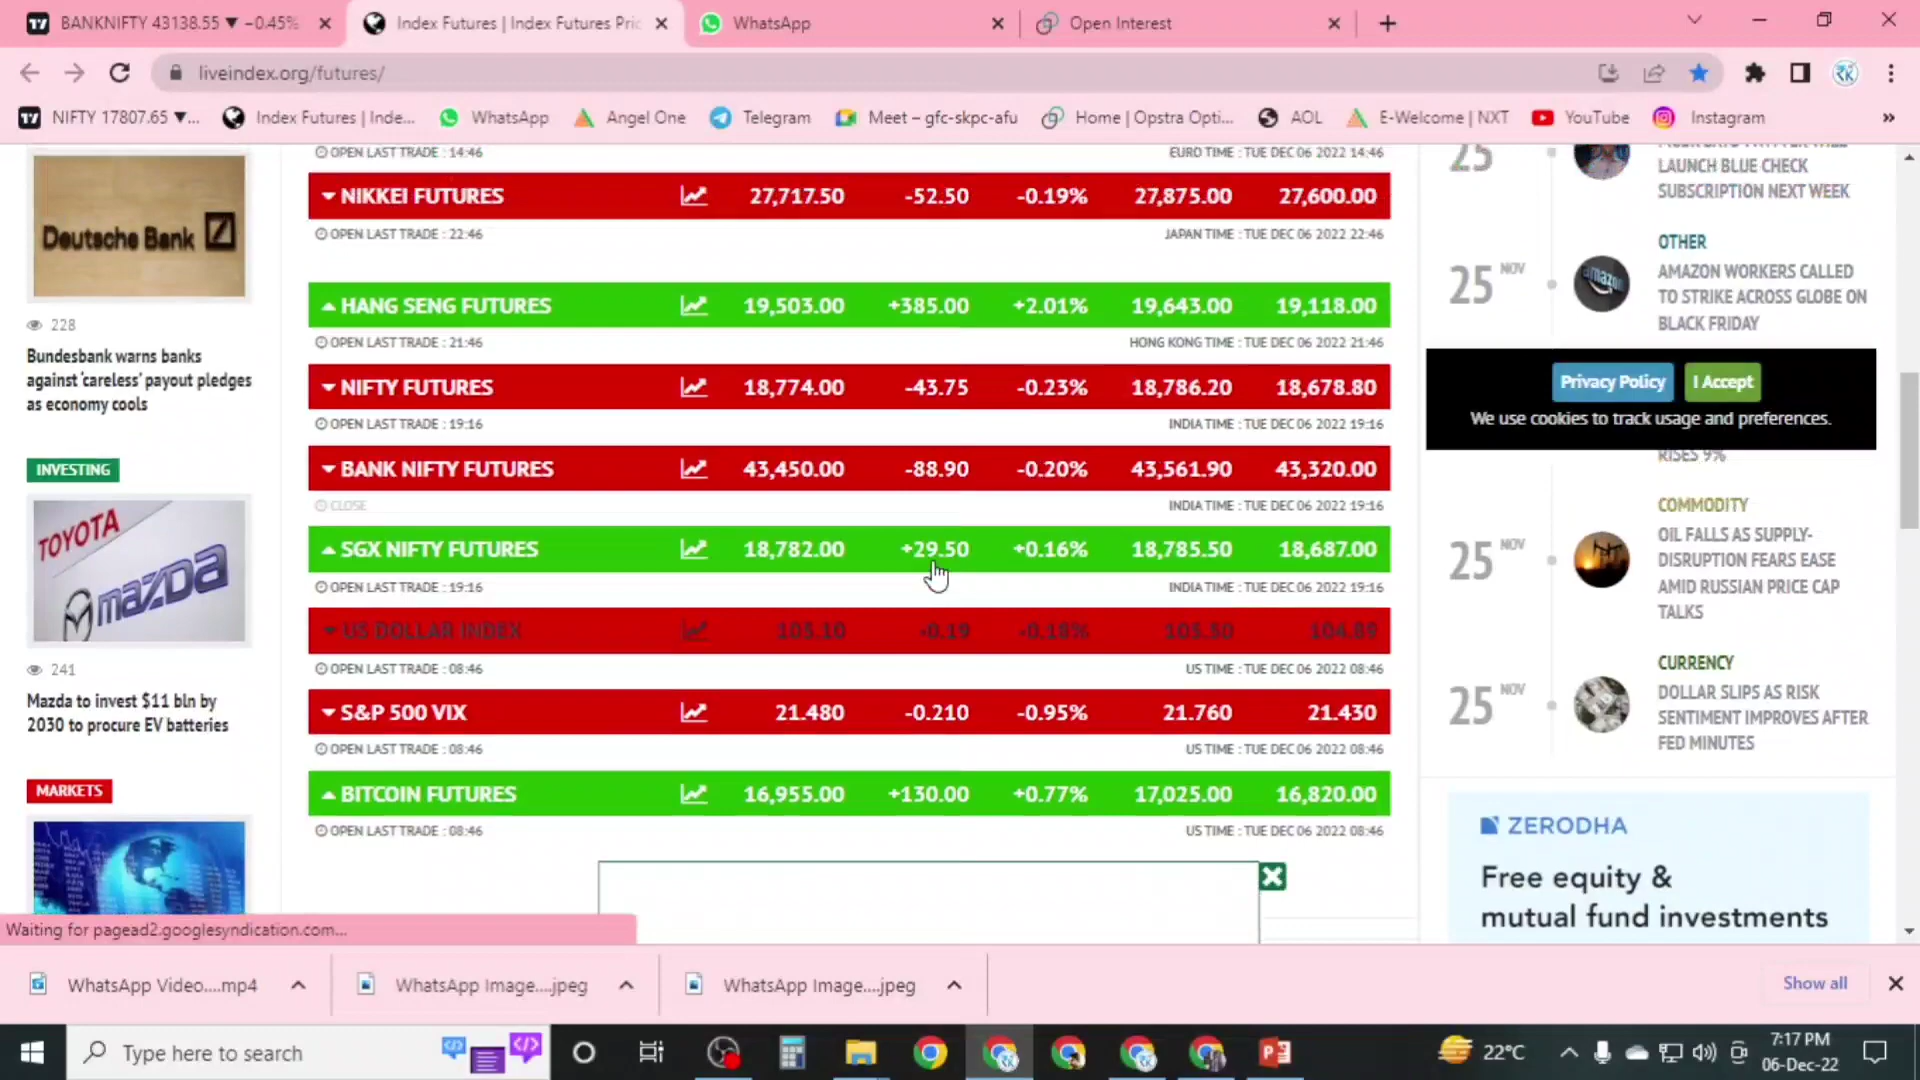 BANKNIFTY 43138.55 ▼ −0.45%
Index Futures | Index Futures Pric
WhatsApp
Open Interest
liveindex.org/futures/
NIFTY 17807.65 ▼...
Index Futures | Inde...
WhatsApp
Angel One
Telegram
Meet – gfc-skpc-afu
Home | Opstra Opti...
AOL
E-Welcome | NXT
YouTube
Instagram
»
Deutsche Bank
228
Bundesbank warns banks
against 'careless' payout pledges
as economy cools
INVESTING
TOYOTA
mazda
241
Mazda to invest $11 bln by
2030 to procure EV batteries
MARKETS
OPEN LAST TRADE : 14:46 EURO TIME : TUE DEC 06 2022 14:46
NIKKEI FUTURES 27,717.50 -52.50 -0.19% 27,875.00 27,600.00
OPEN LAST TRADE : 22:46 JAPAN TIME : TUE DEC 06 2022 22:46
HANG SENG FUTURES 19,503.00 +385.00 +2.01% 19,643.00 19,118.00
OPEN LAST TRADE : 21:46 HONG KONG TIME : TUE DEC 06 2022 21:46
NIFTY FUTURES 18,774.00 -43.75 -0.23% 18,786.20 18,678.80
OPEN LAST TRADE : 19:16 INDIA TIME : TUE DEC 06 2022 19:16
BANK NIFTY FUTURES 43,450.00 -88.90 -0.20% 43,561.90 43,320.00
CLOSE INDIA TIME : TUE DEC 06 2022 19:16
SGX NIFTY FUTURES 18,782.00 +29.50 +0.16% 18,785.50 18,687.00
OPEN LAST TRADE : 19:16 INDIA TIME : TUE DEC 06 2022 19:16
US DOLLAR INDEX -0.19 -0.18%
OPEN LAST TRADE : 08:46 US TIME : TUE DEC 06 2022 08:46
S&P 500 VIX 21.480 -0.210 -0.95% 21.760 21.430
OPEN LAST TRADE : 08:46 US TIME : TUE DEC 06 2022 08:46
BITCOIN FUTURES 16,955.00 +130.00 +0.77% 17,025.00 16,820.00
OPEN LAST TRADE : 08:46 US TIME : TUE DEC 06 2022 08:46
25
LAUNCH BLUE CHECK
SUBSCRIPTION NEXT WEEK
25 NOV
OTHER
amazon
AMAZON WORKERS CALLED
TO STRIKE ACROSS GLOBE ON
BLACK FRIDAY
Privacy Policy
I Accept
We use cookies to track usage and preferences.
RISES 9%
25 NOV
COMMODITY
OIL FALLS AS SUPPLY-
DISRUPTION FEARS EASE
AMID RUSSIAN PRICE CAP
TALKS
25 NOV
CURRENCY
DOLLAR SLIPS AS RISK
SENTIMENT IMPROVES AFTER
FED MINUTES
ZERODHA
Free equity &
mutual fund investments
Waiting for pagead2.googlesyndication.com...
WhatsApp Video....mp4
WhatsApp Image....jpeg
WhatsApp Image....jpeg
Show all
Type here to search
22°C
7:17 PM
06-Dec-22